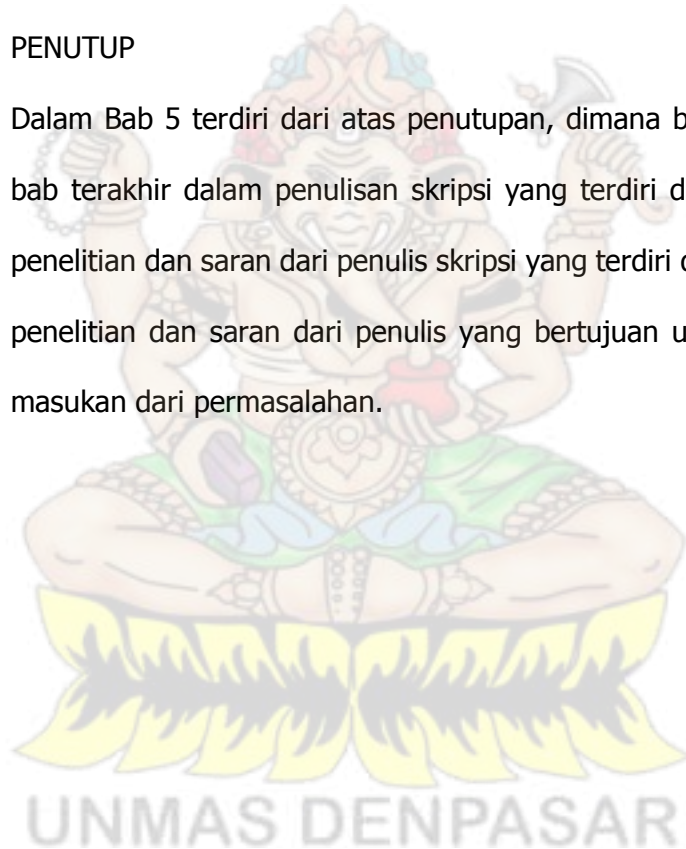 PENUTUP
Dalam Bab 5 terdiri dari atas penutupan, dimana b
bab terakhir dalam penulisan skripsi yang terdiri d
penelitian dan saran dari penulis skripsi yang terdiri
penelitian dan saran dari penulis yang bertujuan u
masukan dari permasalahan.
UNMAS DENPASAR